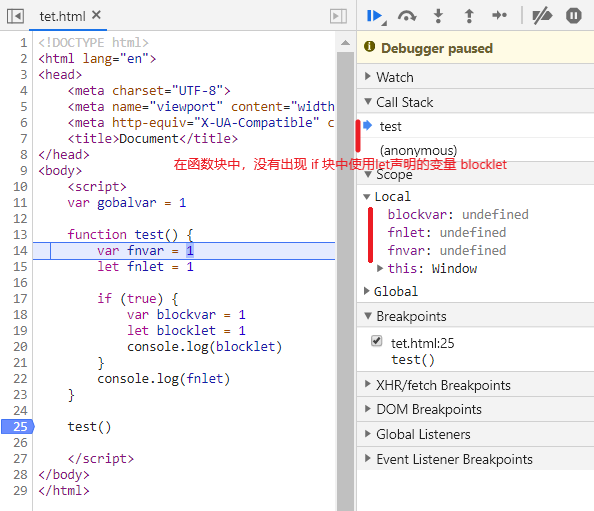 tet.html ×
1 <!DOCTYPE html>
2 <html lang="en">
3 <head>
4 <meta charset="UTF-8">
5 <meta name="viewport" content="width
6 <meta http-equiv="X-UA-Compatible" c
7 <title>Document</title>
8 </head>
9 <body>
10 <script>
11 var gobalvar = 1
12
13 function test() {
14 var fnvar = 1
15 let fnlet = 1
16
17 if (true) {
18 var blockvar = 1
19 let blocklet = 1
20 console.log(blocklet)
21 }
22 console.log(fnlet)
23 }
24
25 test()
26
27 </script>
28 </body>
29 </html>
在函数块中，没有出现 if 块中使用let声明的变量 blocklet
Debugger paused
Watch
Call Stack
test
(anonymous)
Scope
Local
blockvar: undefined
fnlet: undefined
fnvar: undefined
this: Window
Global
Breakpoints
tet.html:25
test()
XHR/fetch Breakpoints
DOM Breakpoints
Global Listeners
Event Listener Breakpoints